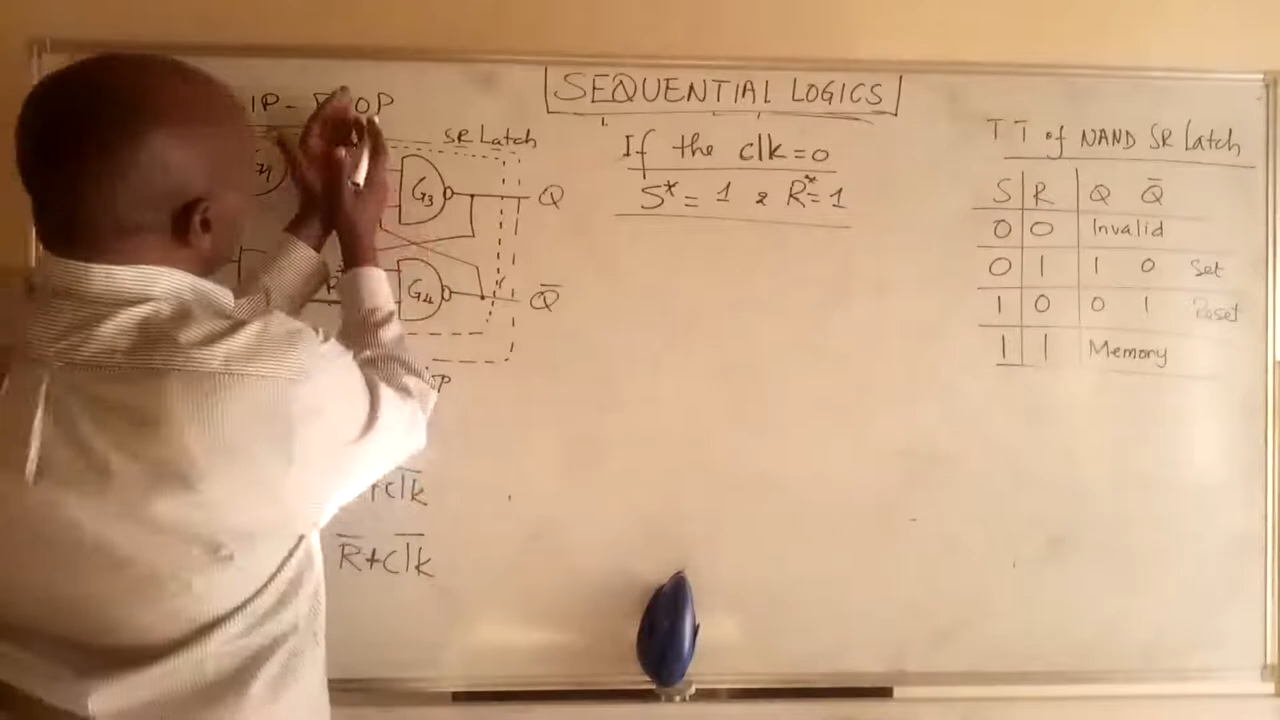 SEQUENTIAL LOGICS
SR Latch
G3
Q
G4
Q̅
S̅+c̅l̅k̅
R̅+c̅l̅k̅
If the clk=0
S* = 1 & R* = 1
TT of NAND SR Latch
S R Q Q̅
0 0 Invalid
0 1 1 0 Set
1 0 0 1 Reset
1 1 Memory